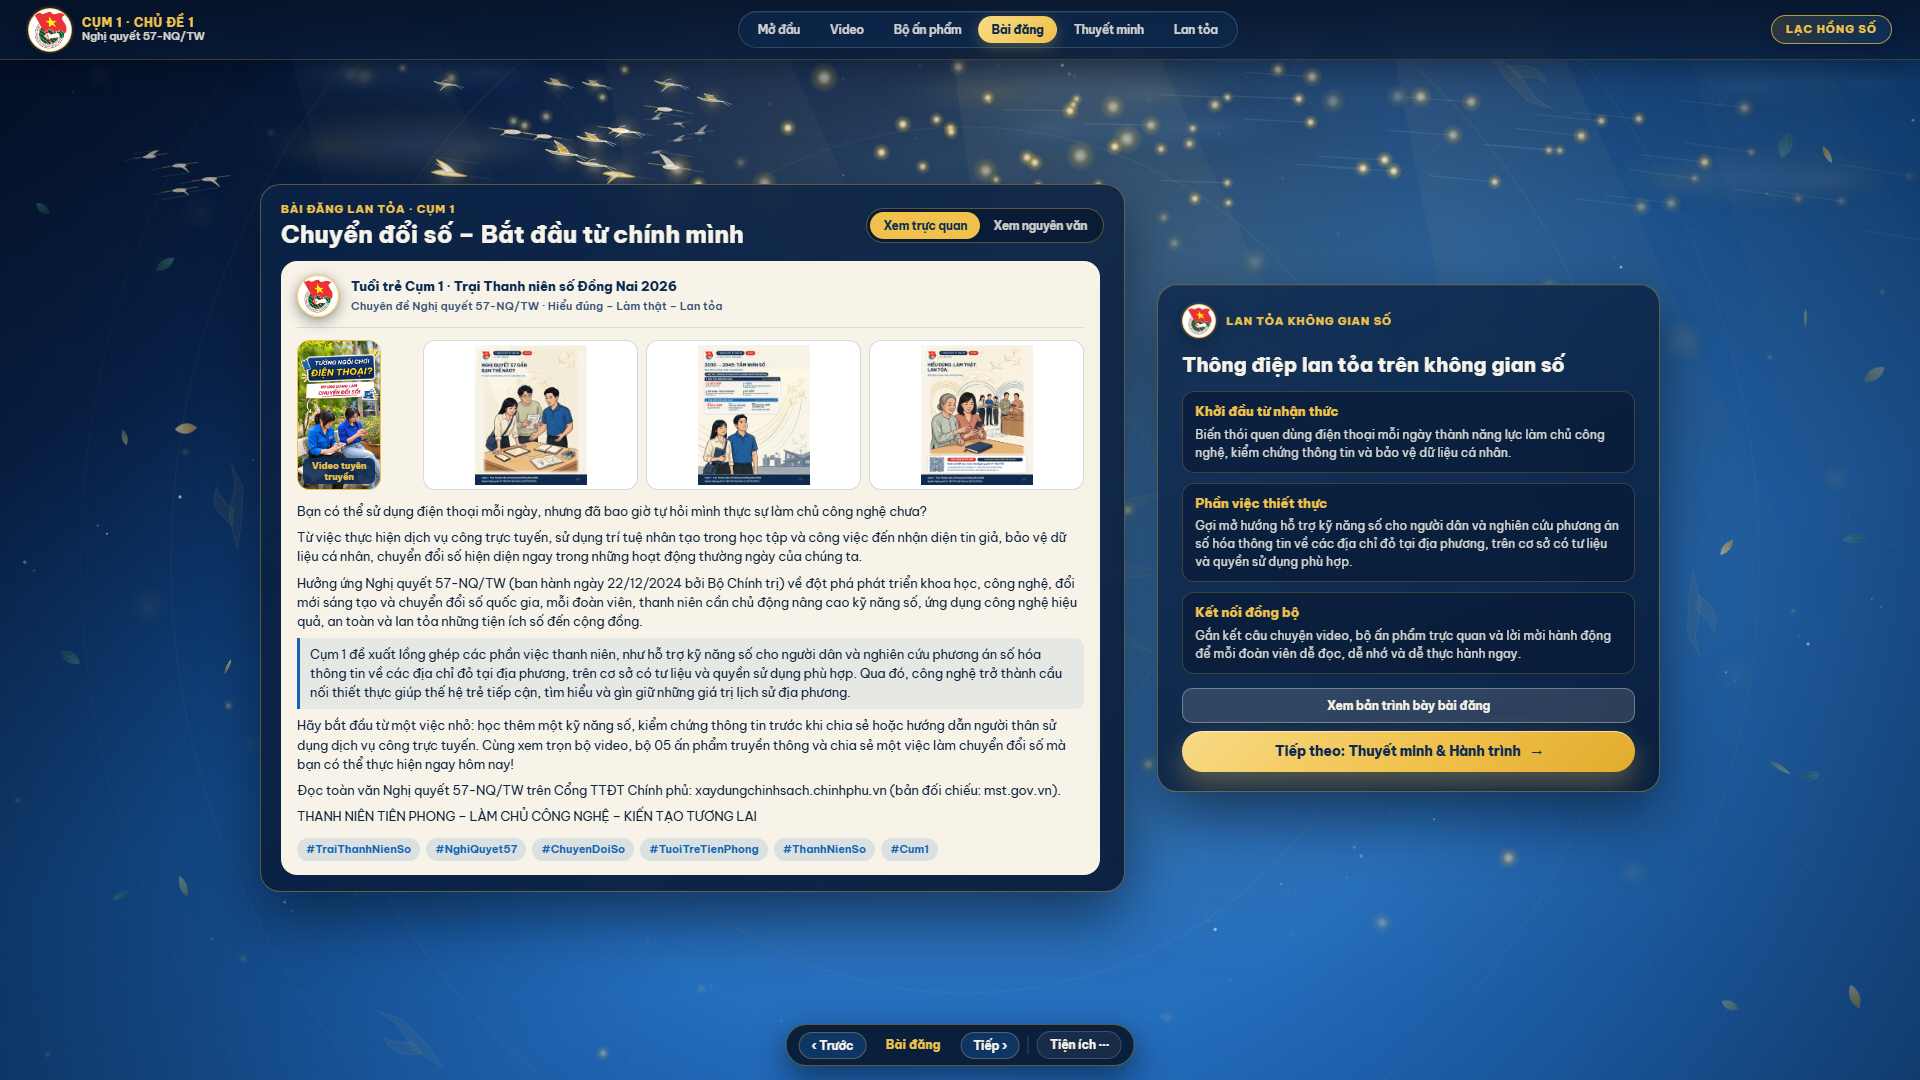 CỤM 1 · CHỦ ĐỀ 1
Nghị quyết 57-NQ/TW
Mở đầu
Video
Bộ ấn phẩm
Bài đăng
Thuyết minh
Lan tỏa
LẠC HỒNG SỐ
BÀI ĐĂNG LAN TỎA · CỤM 1
Chuyển đổi số – Bắt đầu từ chính mình
Xem trực quan
Xem nguyên văn
Tuổi trẻ Cụm 1 · Trại Thanh niên số Đồng Nai 2026
Chuyên đề Nghị quyết 57-NQ/TW · Hiểu đúng – Làm thật – Lan tỏa
TƯỞNG NGỒI CHƠI
ĐIỆN THOẠI?
CHUYỂN ĐỔI SỐ!
Video tuyên
truyền
NGHỊ QUYẾT 57 GẦN
BẠN THẾ NÀO?
2030 → 2045: TẦM NHÌN SỐ
HIỂU ĐÚNG. LÀM THẬT.
LAN TỎA.
Bạn có thể sử dụng điện thoại mỗi ngày, nhưng đã bao giờ tự hỏi mình thực sự làm chủ công nghệ chưa?
Từ việc thực hiện dịch vụ công trực tuyến, sử dụng trí tuệ nhân tạo trong học tập và công việc đến nhận diện tin giả, bảo vệ dữ
liệu cá nhân, chuyển đổi số hiện diện ngay trong những hoạt động thường ngày của chúng ta.
Hưởng ứng Nghị quyết 57-NQ/TW (ban hành ngày 22/12/2024 bởi Bộ Chính trị) về đột phá phát triển khoa học, công nghệ, đổi
mới sáng tạo và chuyển đổi số quốc gia, mỗi đoàn viên, thanh niên cần chủ động nâng cao kỹ năng số, ứng dụng công nghệ hiệu
quả, an toàn và lan tỏa những tiện ích số đến cộng đồng.
Cụm 1 đề xuất lồng ghép các phần việc thanh niên, như hỗ trợ kỹ năng số cho người dân và nghiên cứu phương án số hóa
thông tin về các địa chỉ đỏ tại địa phương, trên cơ sở có tư liệu và quyền sử dụng phù hợp. Qua đó, công nghệ trở thành cầu
nối thiết thực giúp thế hệ trẻ tiếp cận, tìm hiểu và gìn giữ những giá trị lịch sử địa phương.
Hãy bắt đầu từ một việc nhỏ: học thêm một kỹ năng số, kiểm chứng thông tin trước khi chia sẻ hoặc hướng dẫn người thân sử
dụng dịch vụ công trực tuyến. Cùng xem trọn bộ video, bộ 05 ấn phẩm truyền thông và chia sẻ một việc làm chuyển đổi số mà
bạn có thể thực hiện ngay hôm nay!
Đọc toàn văn Nghị quyết 57-NQ/TW trên Cổng TTĐT Chính phủ: xaydungchinhsach.chinhphu.vn (bản đối chiếu: mst.gov.vn).
THANH NIÊN TIÊN PHONG – LÀM CHỦ CÔNG NGHỆ – KIẾN TẠO TƯƠNG LAI
#TraiThanhNienSo
#NghiQuyet57
#ChuyenDoiSo
#TuoiTreTienPhong
#ThanhNienSo
#Cum1
LAN TỎA KHÔNG GIAN SỐ
Thông điệp lan tỏa trên không gian số
Khởi đầu từ nhận thức
Biến thói quen dùng điện thoại mỗi ngày thành năng lực làm chủ công
nghệ, kiểm chứng thông tin và bảo vệ dữ liệu cá nhân.
Phần việc thiết thực
Gợi mở hướng hỗ trợ kỹ năng số cho người dân và nghiên cứu phương án
số hóa thông tin về các địa chỉ đỏ tại địa phương, trên cơ sở có tư liệu
và quyền sử dụng phù hợp.
Kết nối đồng bộ
Gắn kết câu chuyện video, bộ ấn phẩm trực quan và lời mời hành động
để mỗi đoàn viên dễ đọc, dễ nhớ và dễ thực hành ngay.
Xem bản trình bày bài đăng
Tiếp theo: Thuyết minh & Hành trình →
‹ Trước
Bài đăng
Tiếp ›
Tiện ích ···